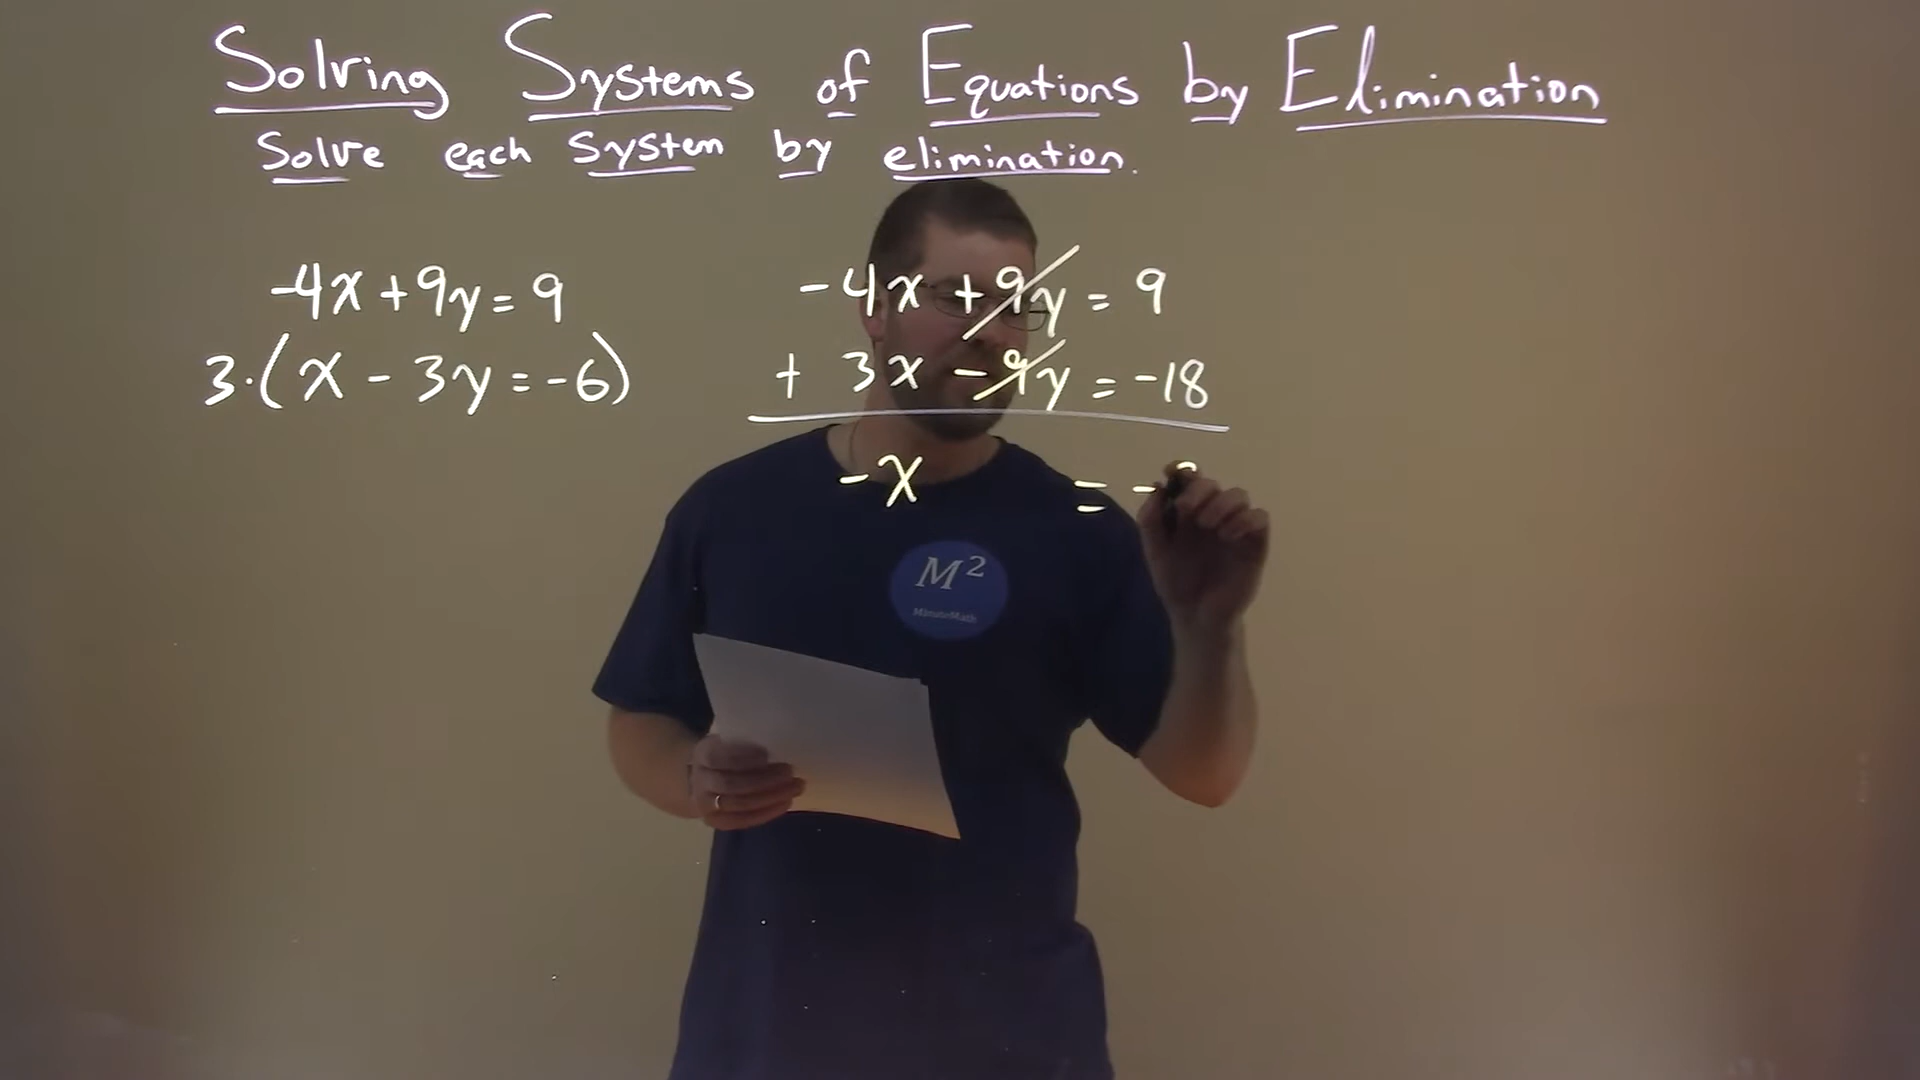 Solving Systems of Equations by Elimination
Solve each system by elimination.
-4x+9y=9
3·(x-3y=-6)
-4x+9y=9
+ 3x-9y=-18
-x = -
M²
MinuteMath